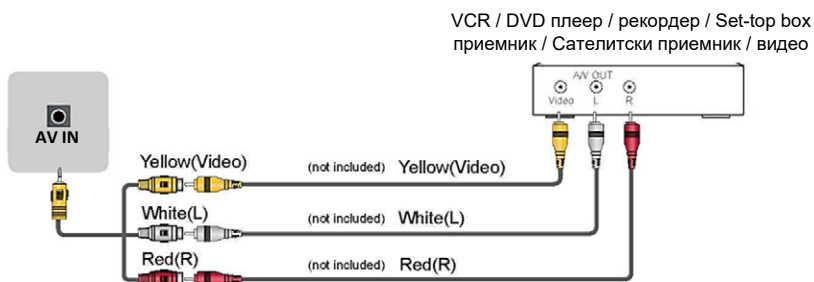 VCR / DVD плеер / рекордер / Set-top box
приемник / Сателитски приемник / видео
A/V OUT
Video L R
AV IN
Yellow(Video) (not included) Yellow(Video)
White(L) (not included) White(L)
Red(R) (not included) Red(R)